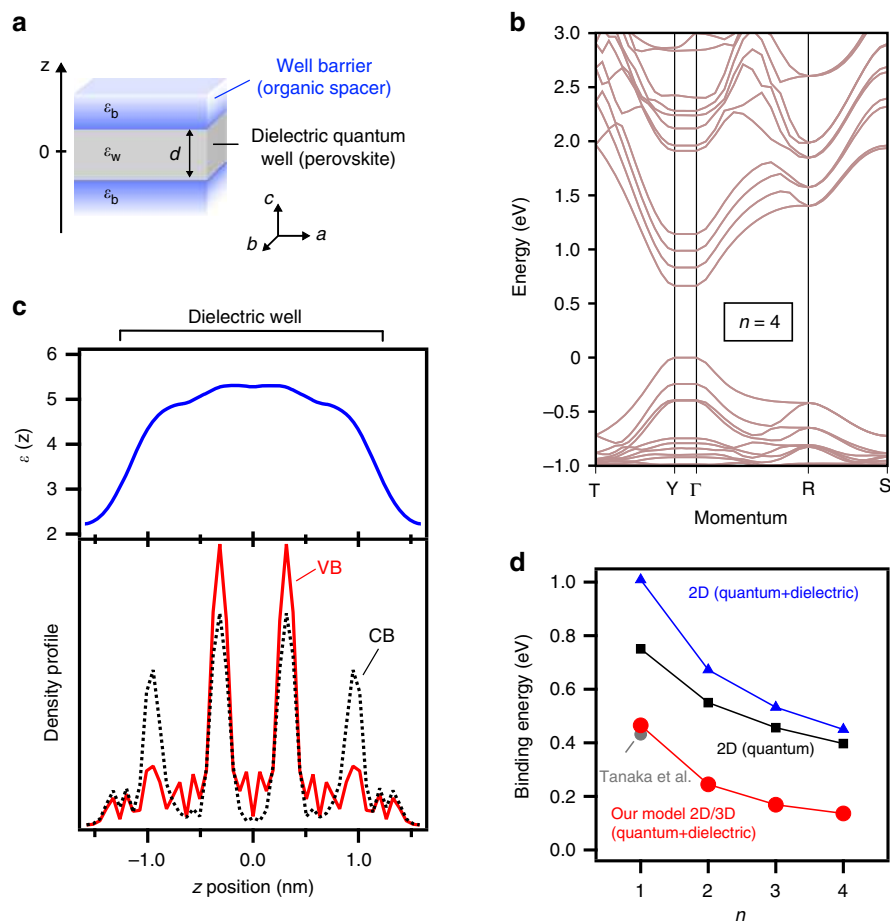 a
z
0
εb
εw
εb
d
Well barrier
(organic spacer)
Dielectric quantum
well (perovskite)
c
b
a
b
Energy (eV)
3.0
2.5
2.0
1.5
1.0
0.5
0
−0.5
−1.0
n = 4
T
Y
Γ
R
S
Momentum
c
Dielectric well
ε (z)
6
5
4
3
2
Density profile
VB
CB
−1.0
0.0
1.0
z position (nm)
d
Binding energy (eV)
1.0
0.8
0.6
0.4
0.2
0.0
2D (quantum+dielectric)
2D (quantum)
Tanaka et al.
Our model 2D/3D
(quantum+dielectric)
1
2
3
4
n